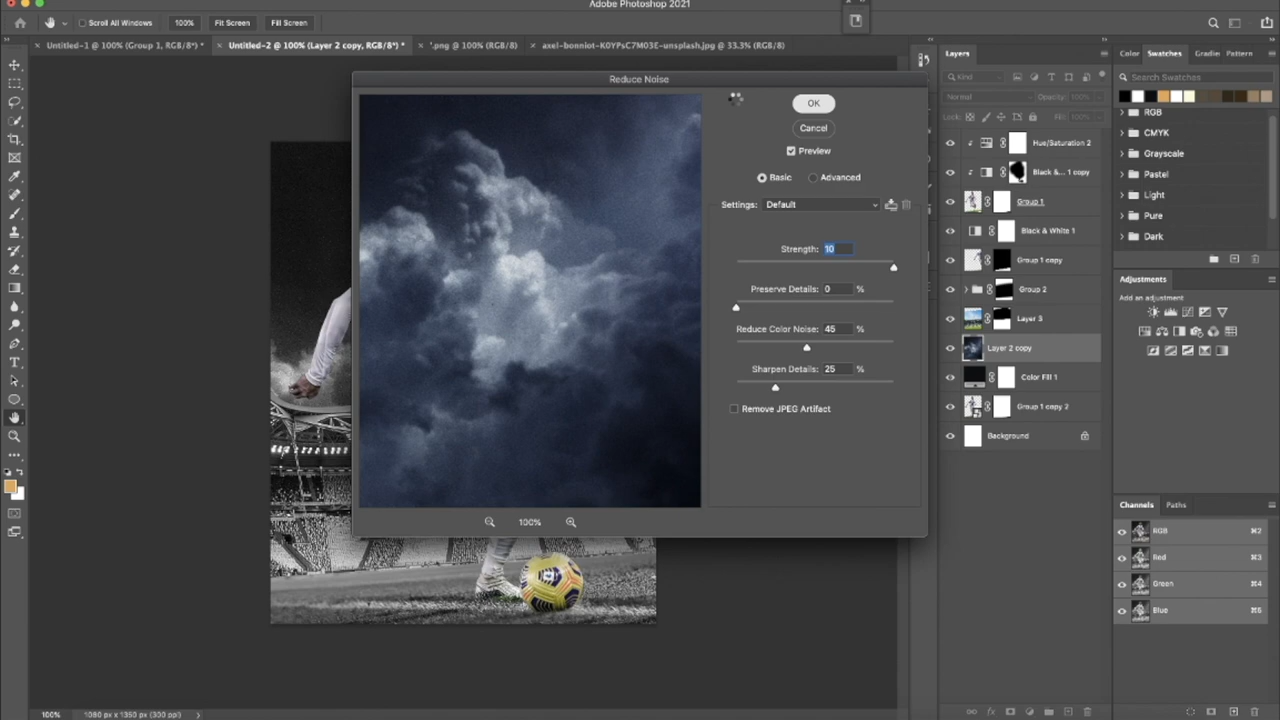 Adobe Photoshop 2021
Scroll All Windows
100%
Fit Screen
Fill Screen
Untitled-1 @ 100% (Group 1, RGB/8*) *
Untitled-2 @ 100% (Layer 2 copy, RGB/8*) *
'.png @ 100% (RGB/8)
axel-bonniot-K0YPsC7M03E-unsplash.jpg @ 33.3% (RGB/8)
Reduce Noise
OK
Cancel
Preview
Basic
Advanced
Settings: Default
Strength: 10
Preserve Details: 0 %
Reduce Color Noise: 45 %
Sharpen Details: 25 %
Remove JPEG Artifact
100%
Layers
Kind
Normal
Opacity: 100%
Lock:
Fill: 100%
Hue/Saturation 2
Black &... 1 copy
Group 1
Black & White 1
Group 1 copy
Group 2
Layer 3
Layer 2 copy
Color Fill 1
Group 1 copy 2
Background
Color
Swatches
Gradie
Pattern
Search Swatches
RGB
CMYK
Grayscale
Pastel
Light
Pure
Dark
Adjustments
Add an adjustment
Channels
Paths
RGB ⌘2
Red ⌘3
Green ⌘4
Blue ⌘5
100%
1080 px x 1350 px (300 ppi)